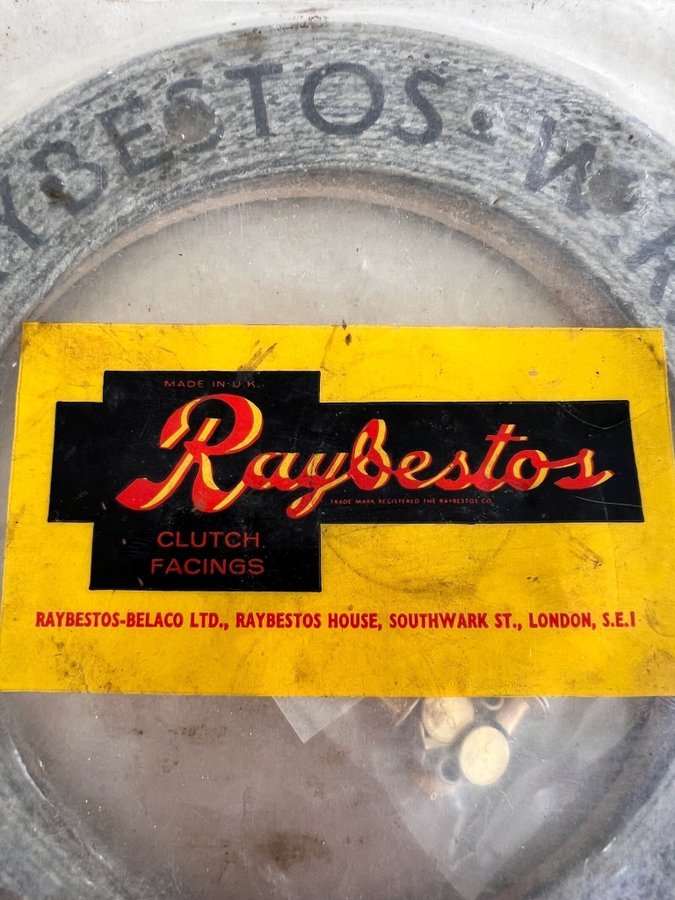 RAYBESTOS · W
MADE IN U.K.
Raybestos
TRADE MARK REGISTERED THE RAYBESTOS CO.
CLUTCH
FACINGS
RAYBESTOS-BELACO LTD., RAYBESTOS HOUSE, SOUTHWARK ST., LONDON, S.E.1